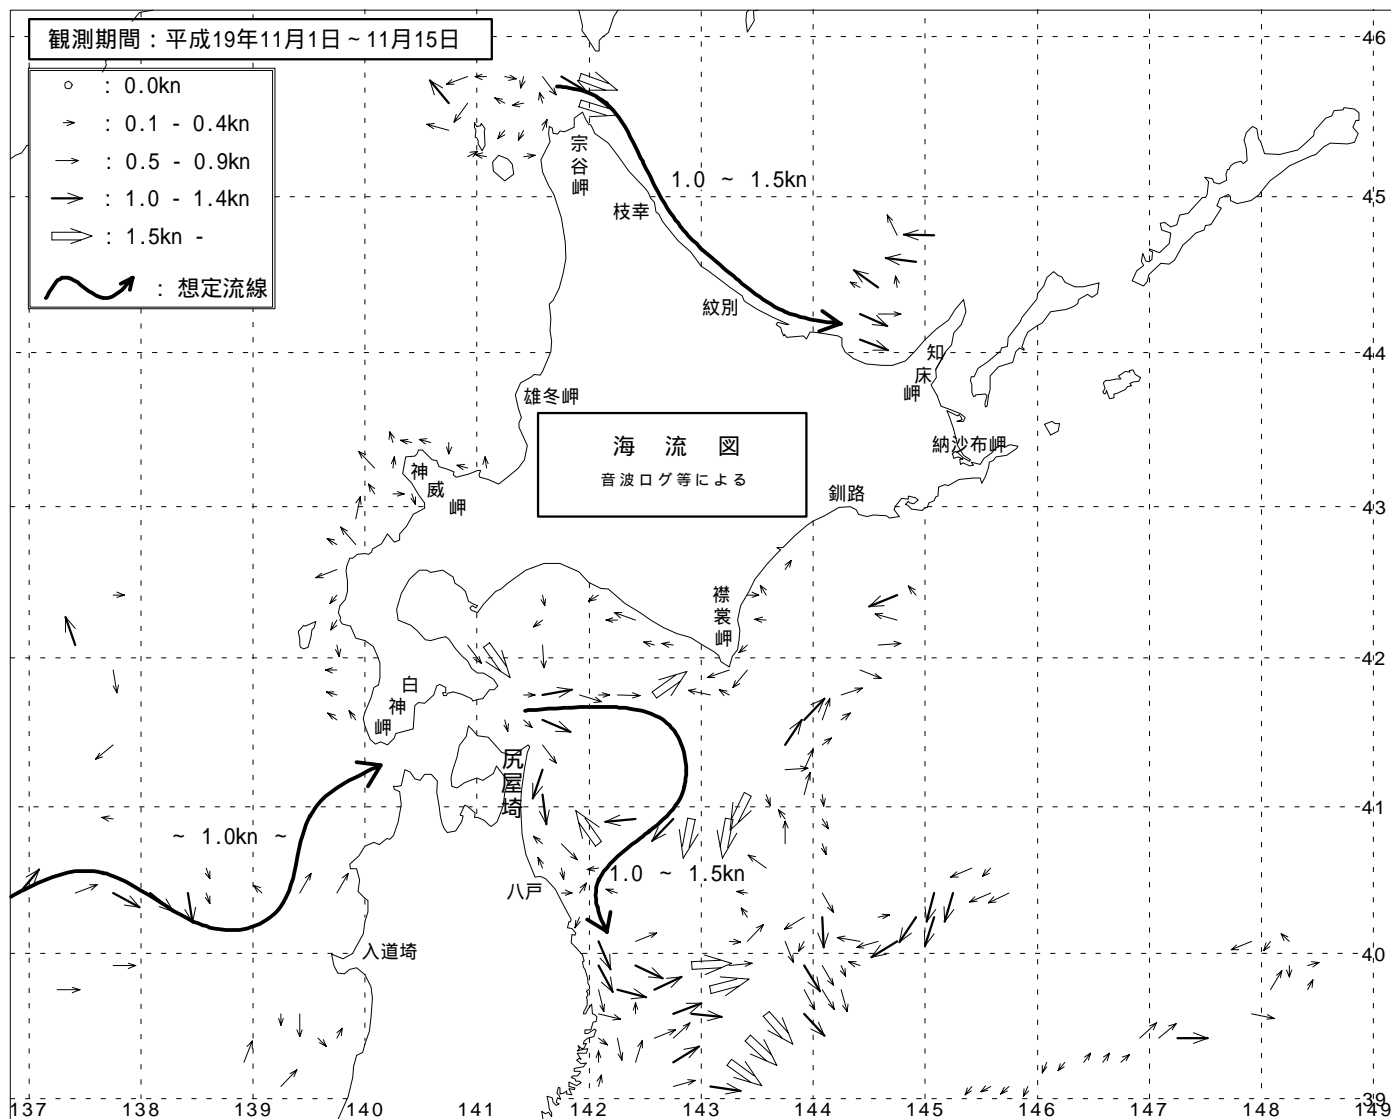 観測期間：平成19年11月1日～11月15日
：0.0kn
：0.1 - 0.4kn
：0.5 - 0.9kn
：1.0 - 1.4kn
：1.5kn -
：想定流線
46
宗谷岬
1.0 ～ 1.5kn
45
枝幸
紋別
44
知床岬
雄冬岬
海流図
音波ログ等による
納沙布岬
神威岬
釧路
43
襟裳岬
42
白神岬
尻屋埼
41
～ 1.0kn ～
1.0 ～ 1.5kn
八戸
入道埼
40
39
137 138 139 140 141 142 143 144 145 146 147 148 149